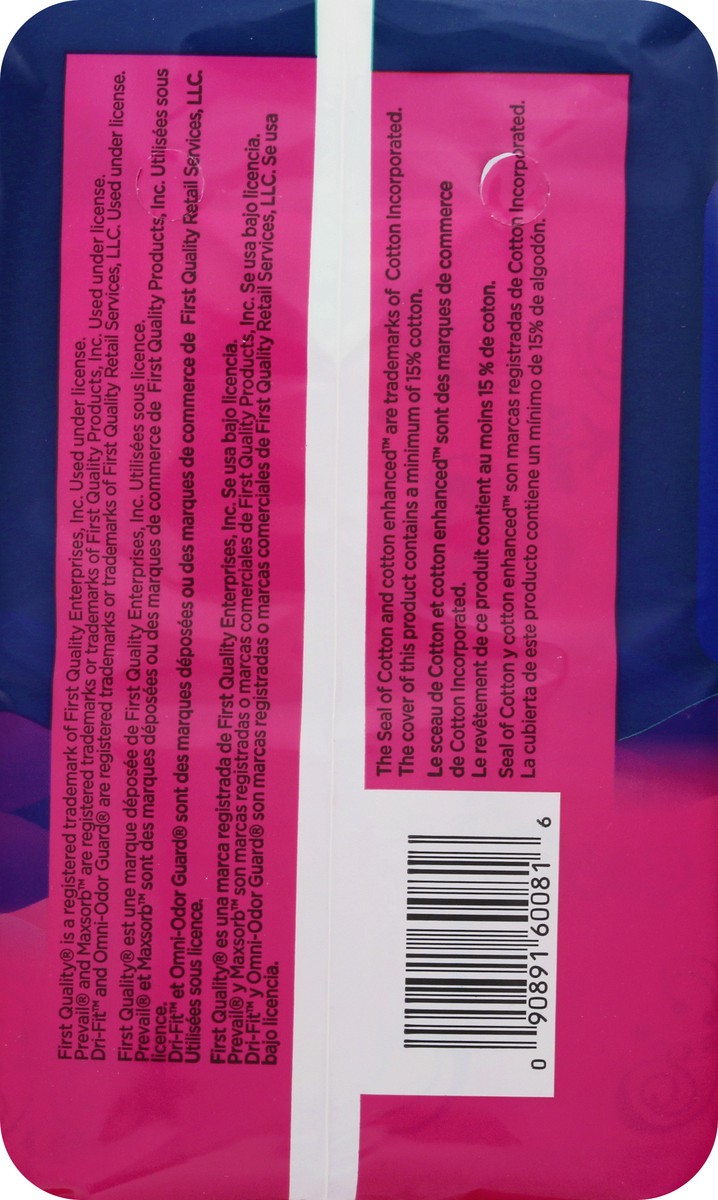 First Quality® is a registered trademark of First Quality Enterprises, Inc. Used under license.
Prevail® and Maxsorb™ are registered trademarks or trademarks of First Quality Products, Inc. Used under license.
Dri-Fit™ and Omni-Odor Guard® are registered trademarks or trademarks of First Quality Retail Services, LLC. Used under license.
First Quality® est une marque déposée de First Quality Enterprises, Inc. Utilisées sous licence.
Prevail® et Maxsorb™ sont des marques déposées ou des marques de commerce de First Quality Products, Inc. Utilisées sous
licence.
Dri-Fit™ et Omni-Odor Guard® sont des marques déposées ou des marques de commerce de First Quality Retail Services, LLC.
Utilisées sous licence.
First Quality® es una marca registrada de First Quality Enterprises, Inc. Se usa bajo licencia.
Prevail® y Maxsorb™ son marcas registradas o marcas comerciales de First Quality Products, Inc. Se usa bajo licencia.
Dri-Fit™ y Omni-Odor Guard® son marcas registradas o marcas comerciales de First Quality Retail Services, LLC. Se usa
bajo licencia.
The Seal of Cotton and cotton enhanced™ are trademarks of Cotton Incorporated.
The cover of this product contains a minimum of 15% cotton.
Le sceau de Cotton et cotton enhanced™ sont des marques de commerce
de Cotton Incorporated.
Le revêtement de ce produit contient au moins 15 % de coton.
Seal of Cotton y cotton enhanced™ son marcas registradas de Cotton Incorporated.
La cubierta de este producto contiene un mínimo de 15% de algodón.
0 90891 60081 6